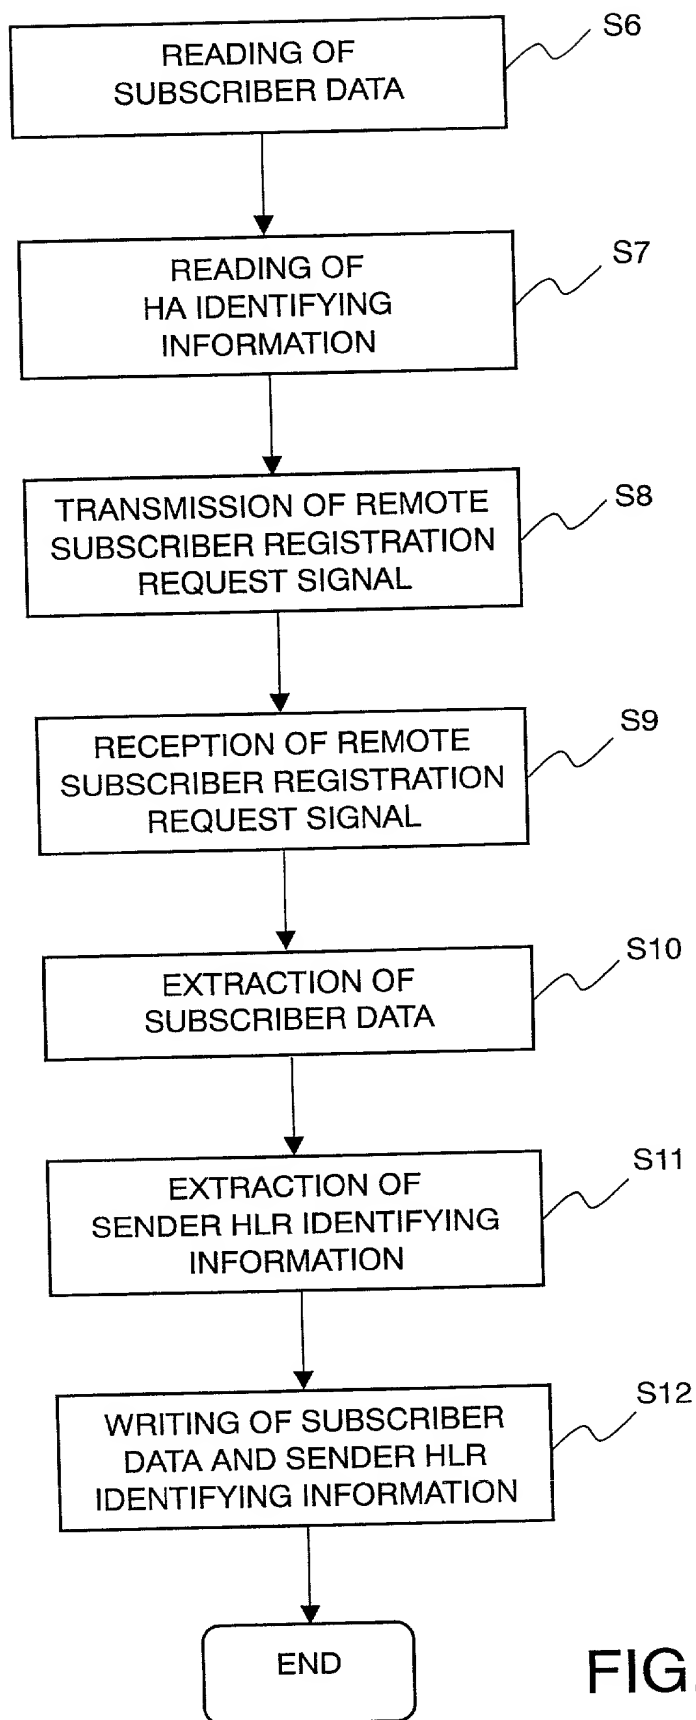 READING OF
SUBSCRIBER DATA
S6
READING OF
HA IDENTIFYING
INFORMATION
S7
TRANSMISSION OF REMOTE
SUBSCRIBER REGISTRATION
REQUEST SIGNAL
S8
RECEPTION OF REMOTE
SUBSCRIBER REGISTRATION
REQUEST SIGNAL
S9
EXTRACTION OF
SUBSCRIBER DATA
S10
EXTRACTION OF
SENDER HLR IDENTIFYING
INFORMATION
S11
WRITING OF SUBSCRIBER
DATA AND SENDER HLR
IDENTIFYING INFORMATION
S12
END
FIG.